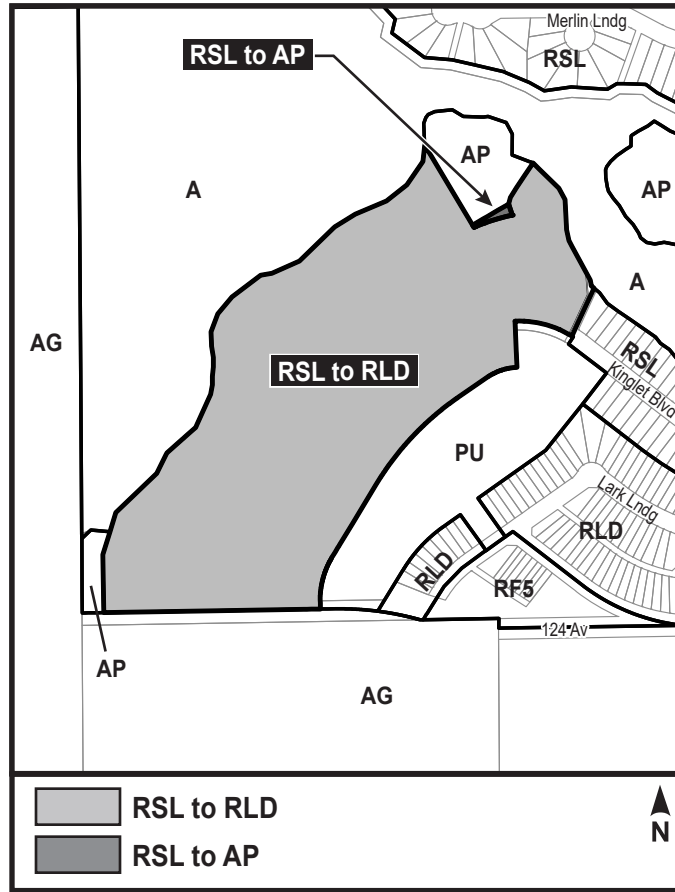 Merlin Lndg
RSL to AP
RSL
AP
A
AP
A
AG
RSL to RLD
RSL
Kinglet Blvd
PU
Lark Lndg
RLD
RLD
RF5
124 Av
AP
AG
RSL to RLD
RSL to AP
N